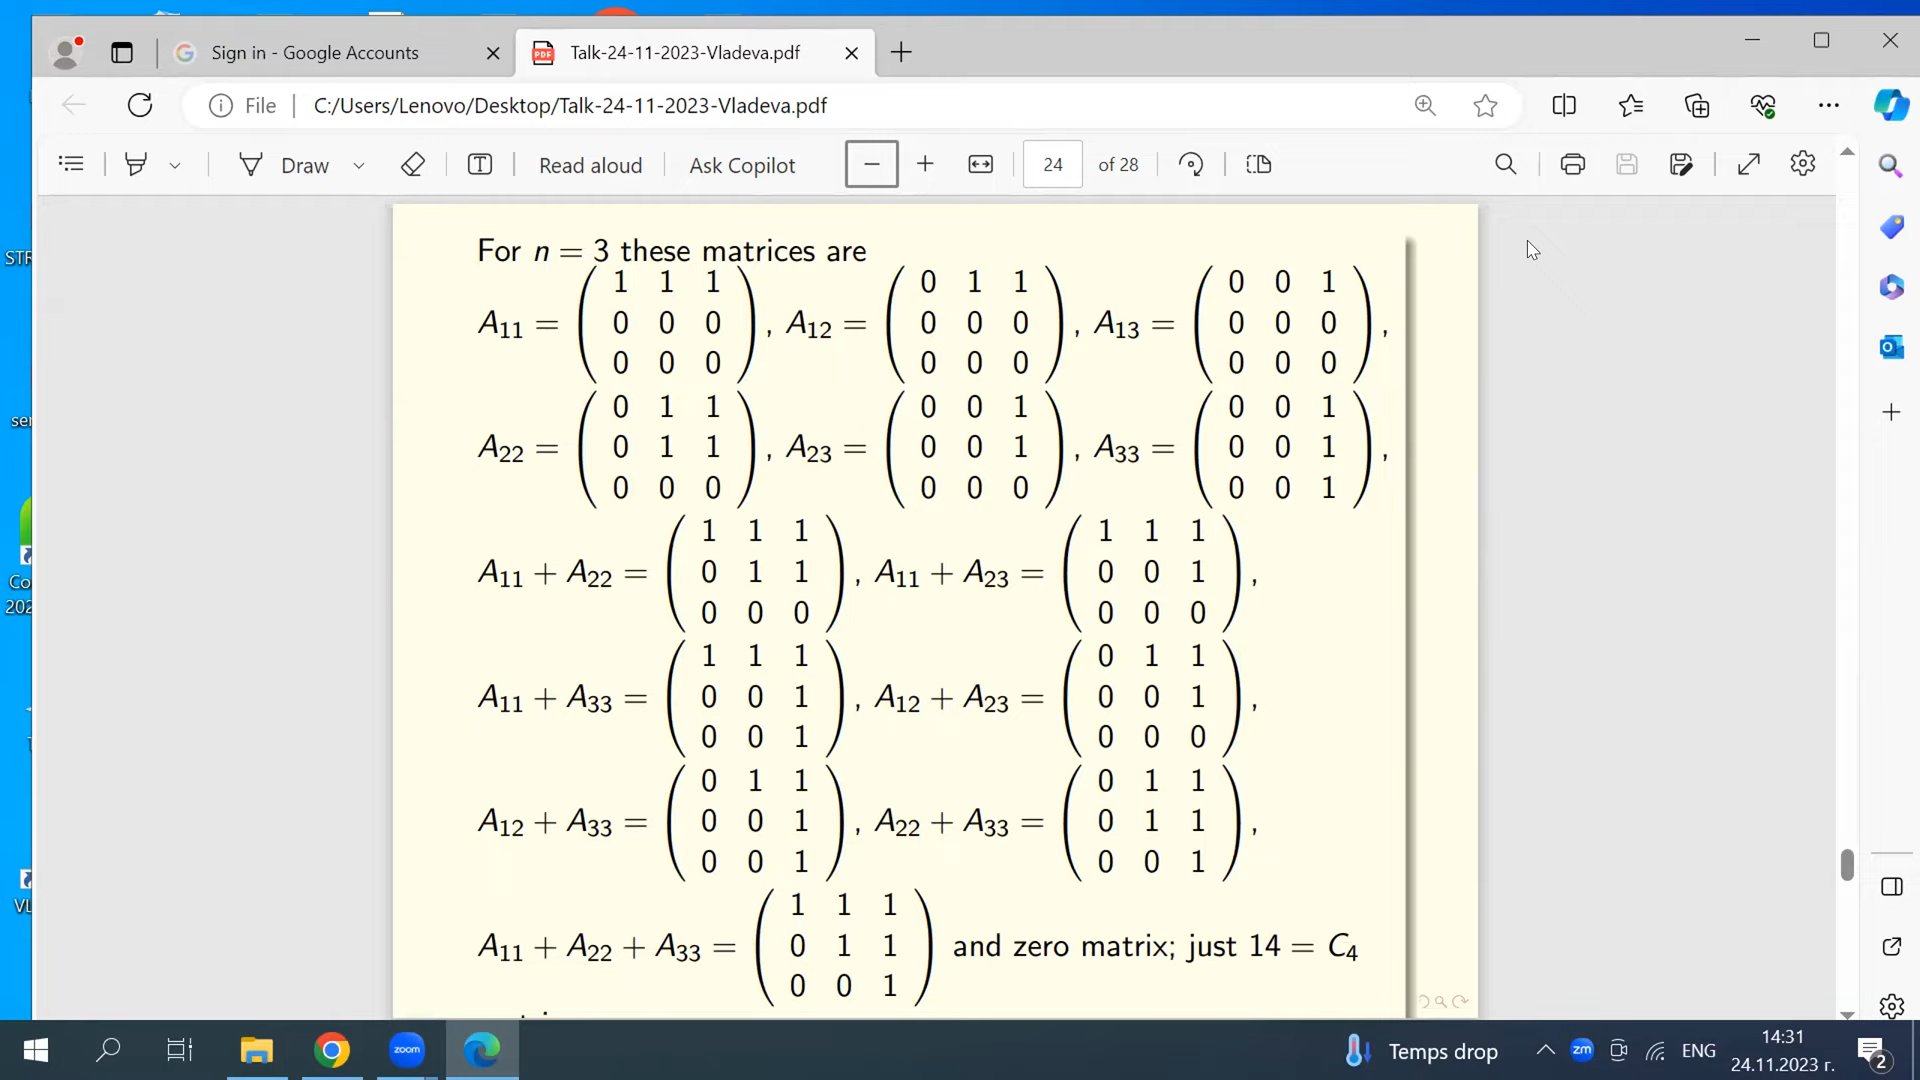 Sign in - Google Accounts
Talk-24-11-2023-Vladeva.pdf
File
C:/Users/Lenovo/Desktop/Talk-24-11-2023-Vladeva.pdf
Draw
Read aloud
Ask Copilot
24 of 28
For n = 3 these matrices are
1 1 1 0 1 1 0 0 1
A11 = 0 0 0 , A12 = 0 0 0 , A13 = 0 0 0 ,
0 0 0 0 0 0 0 0 0
0 1 1 0 0 1 0 0 1
A22 = 0 1 1 , A23 = 0 0 1 , A33 = 0 0 1 ,
0 0 0 0 0 0 0 0 1
1 1 1 1 1 1
A11 + A22 = 0 1 1 , A11 + A23 = 0 0 1 ,
0 0 0 0 0 0
1 1 1 0 1 1
A11 + A33 = 0 0 1 , A12 + A23 = 0 0 1 ,
0 0 1 0 0 0
0 1 1 0 1 1
A12 + A33 = 0 0 1 , A22 + A33 = 0 1 1 ,
0 0 1 0 0 1
1 1 1
A11 + A22 + A33 = 0 1 1 and zero matrix; just 14 = C4
0 0 1
STR
ser
Co
202
VL
zoom
Temps drop
zm
ENG
14:31
24.11.2023 г.
2